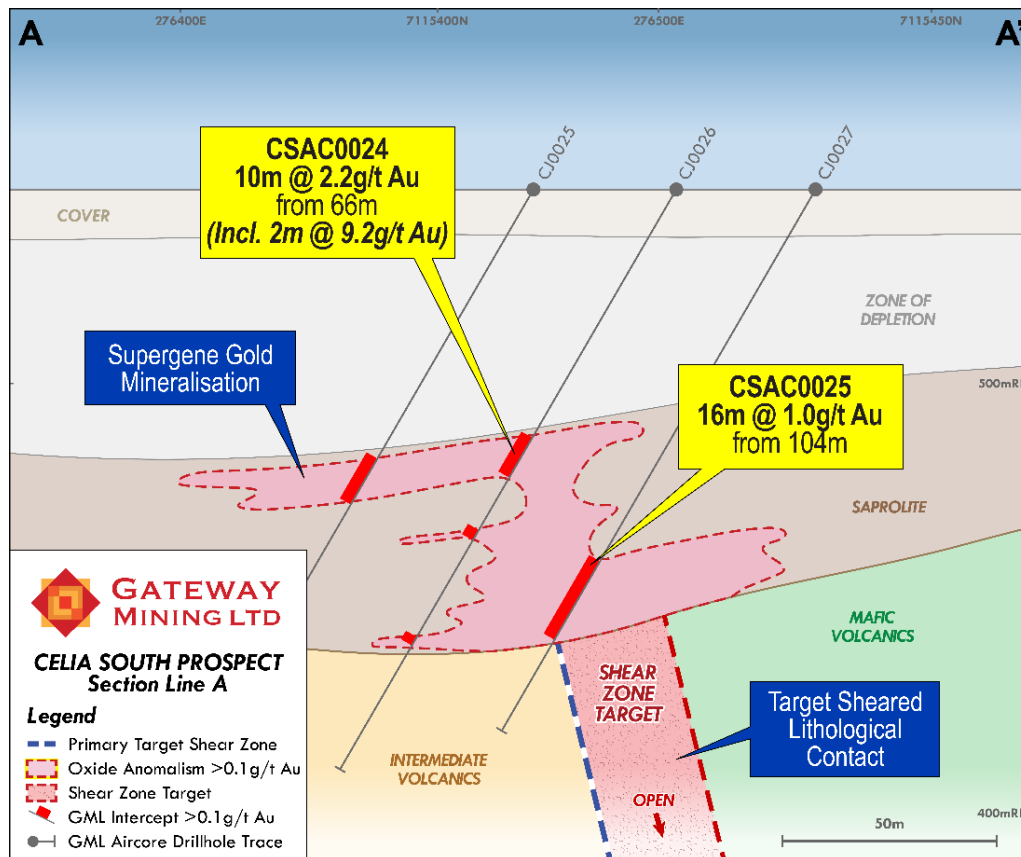 276400E
7115400N
276500E
7115450N
A
A'
CJ0025
CJ0026
CJ0027
CSAC0024
10m @ 2.2g/t Au
from 66m
(Incl. 2m @ 9.2g/t Au)
COVER
ZONE OF
DEPLETION
Supergene Gold
Mineralisation
500mRL
CSAC0025
16m @ 1.0g/t Au
from 104m
SAPROLITE
GATEWAY
MINING LTD
CELIA SOUTH PROSPECT
Section Line A
Legend
Primary Target Shear Zone
Oxide Anomalism >0.1g/t Au
Shear Zone Target
GML Intercept >0.1g/t Au
GML Aircore Drillhole Trace
MAFIC
VOLCANICS
SHEAR
ZONE
TARGET
Target Sheared
Lithological
Contact
INTERMEDIATE
VOLCANICS
OPEN
400mRL
50m